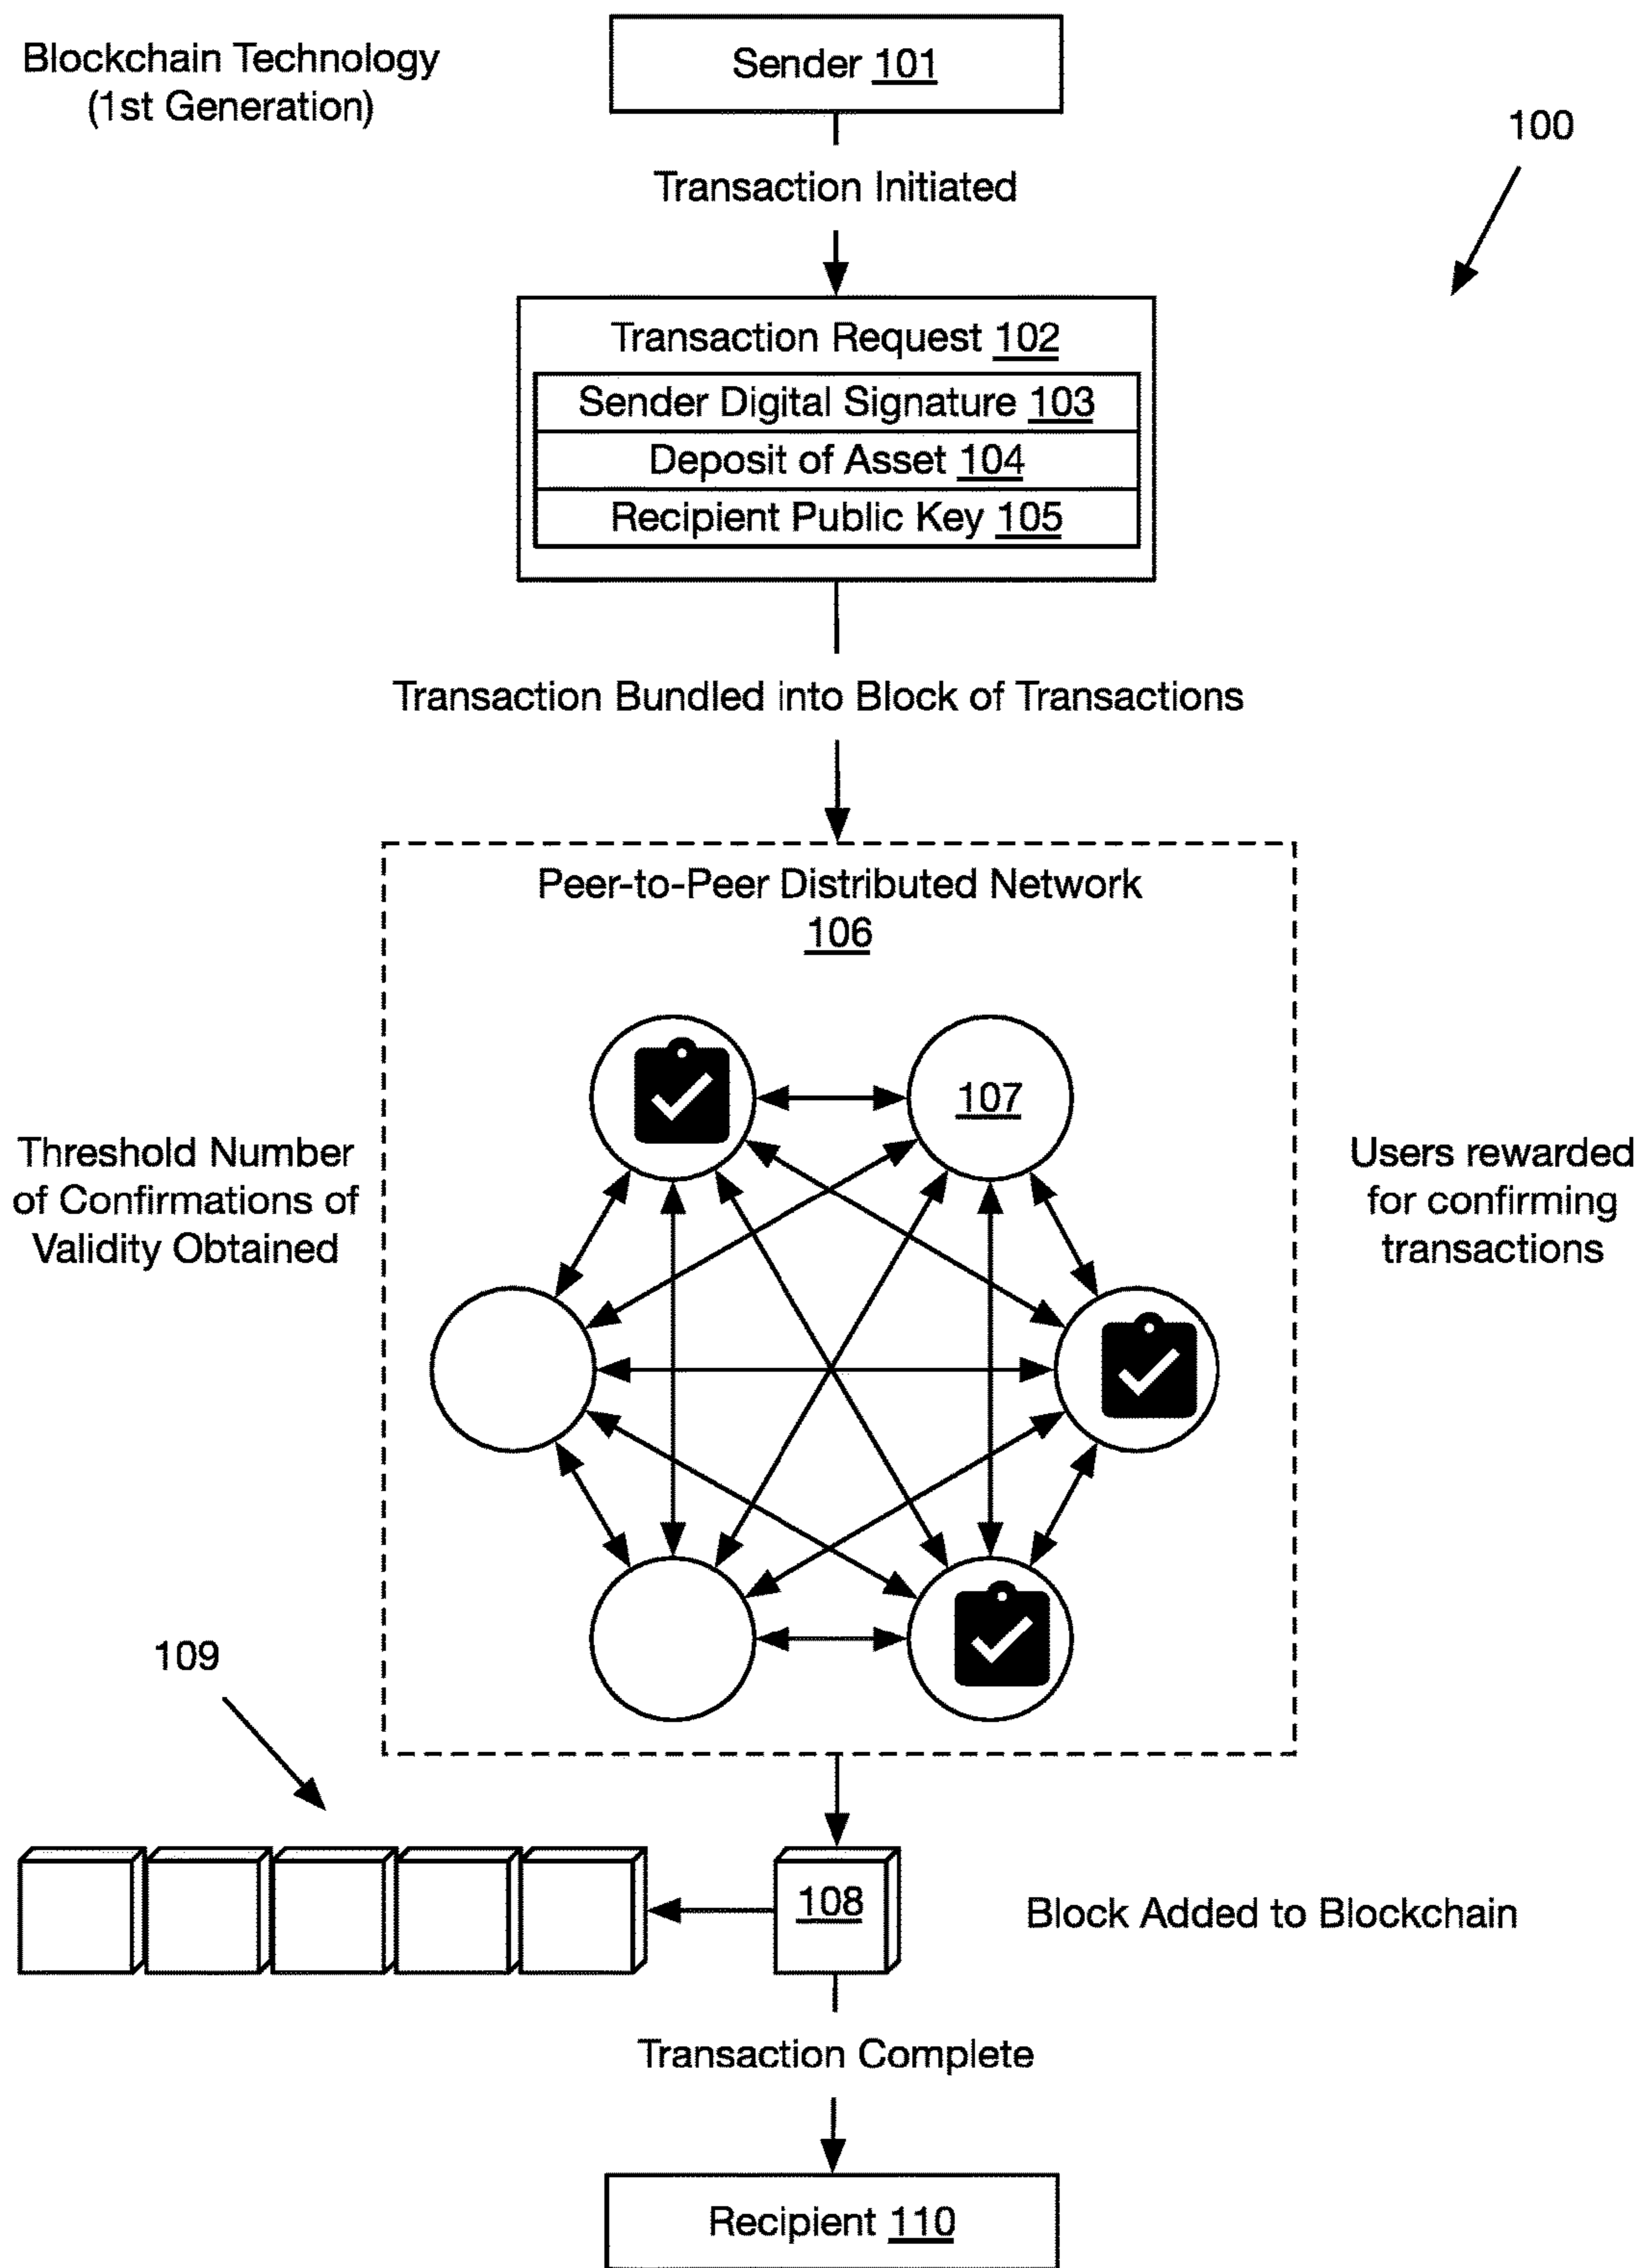 Blockchain Technology
(1st Generation)
Sender 101
100
Transaction Initiated
Transaction Request 102
Sender Digital Signature 103
Deposit of Asset 104
Recipient Public Key 105
Transaction Bundled into Block of Transactions
Peer-to-Peer Distributed Network
106
107
Threshold Number
of Confirmations of
Validity Obtained
Users rewarded
for confirming
transactions
109
108
Block Added to Blockchain
Transaction Complete
Recipient 110